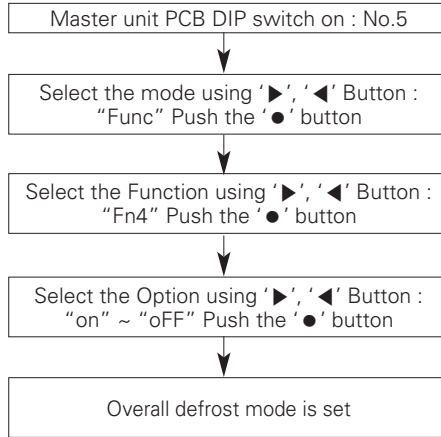 Master unit PCB DIP switch on : No.5
Select the mode using ‘▶’, ‘◀’ Button :
“Func” Push the ‘●’ button
Select the Function using ‘▶’, ‘◀’ Button :
“Fn4” Push the ‘●’ button
Select the Option using ‘▶’, ‘◀’ Button :
“on” ~ “oFF” Push the ‘●’ button
Overall defrost mode is set